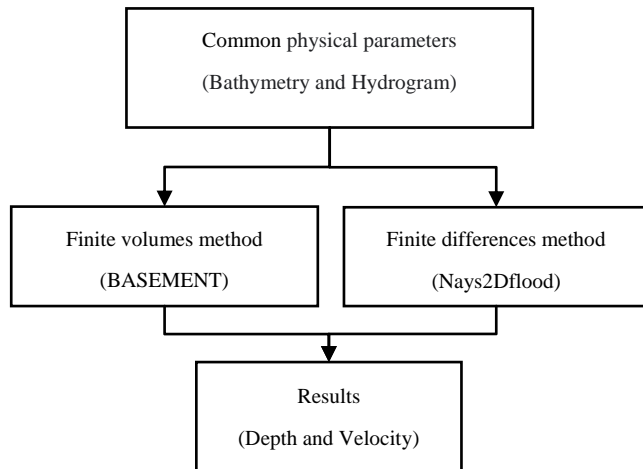 Common physical parameters
(Bathymetry and Hydrogram)
Finite volumes method
(BASEMENT)
Finite differences method
(Nays2Dflood)
Results
(Depth and Velocity)